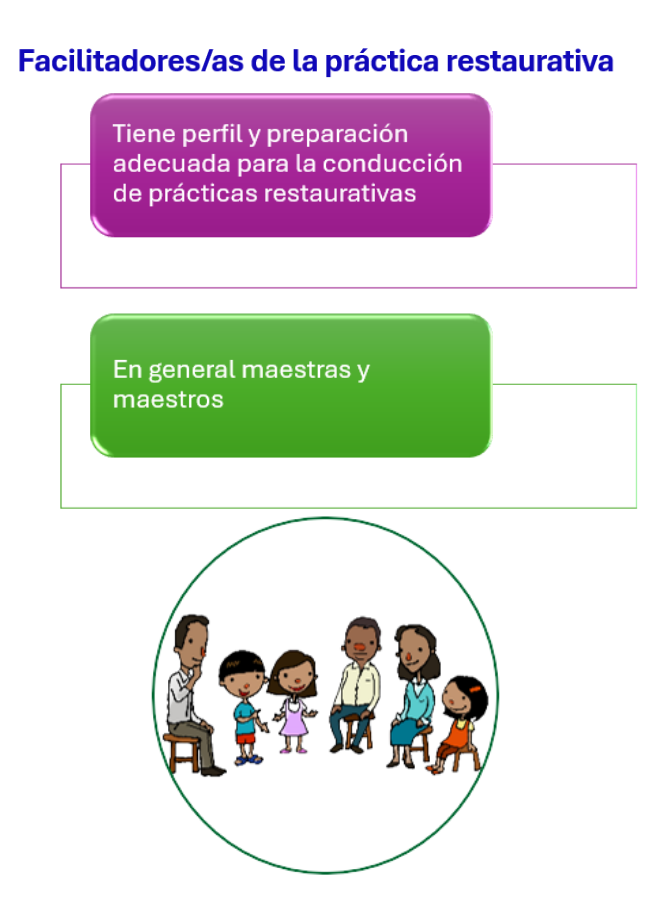 Facilitadores/as de la práctica restaurativa
Tiene perfil y preparación
adecuada para la conducción
de prácticas restaurativas
En general maestras y
maestros